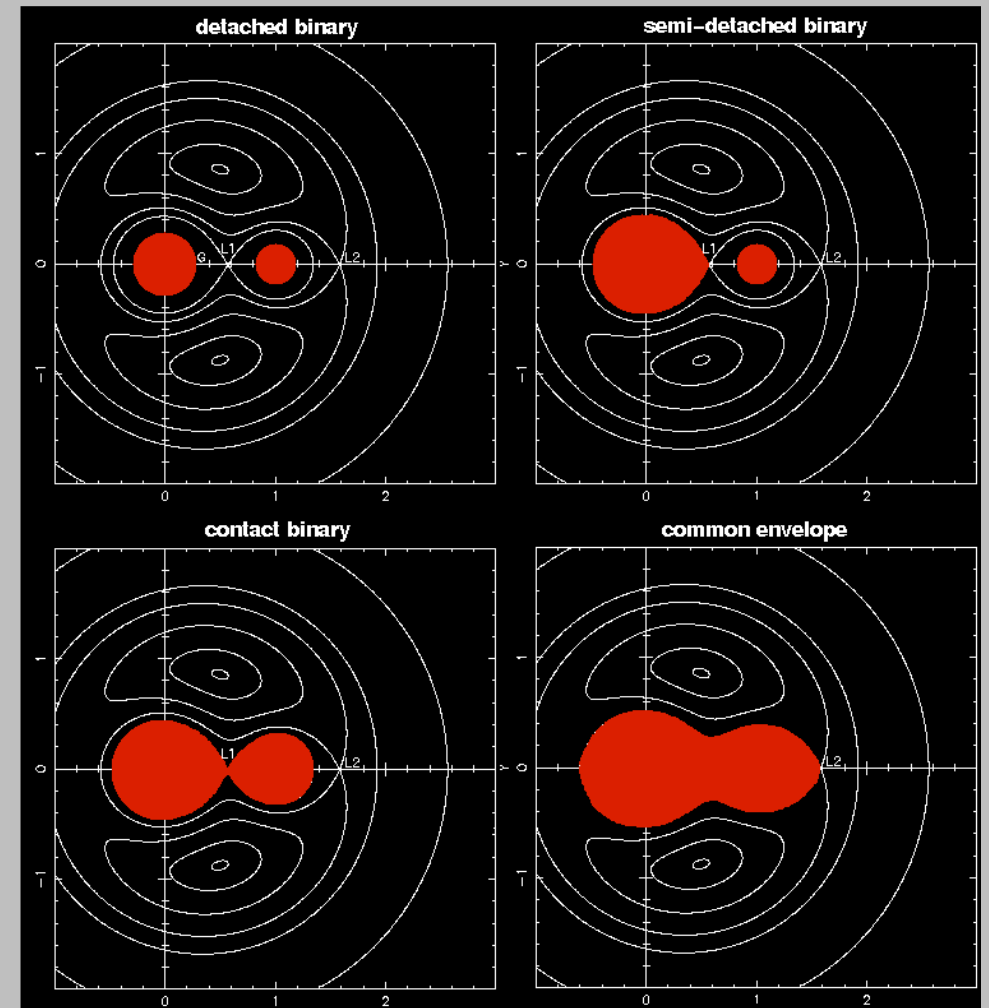 detached binary
1
L1
0
G
L2
−1
0 1 2
semi−detached binary
1
L1
0
L2
−1
0 1 2
contact binary
1
L1
0
L2
−1
0 1 2
common envelope
1
0
L2
−1
0 1 2